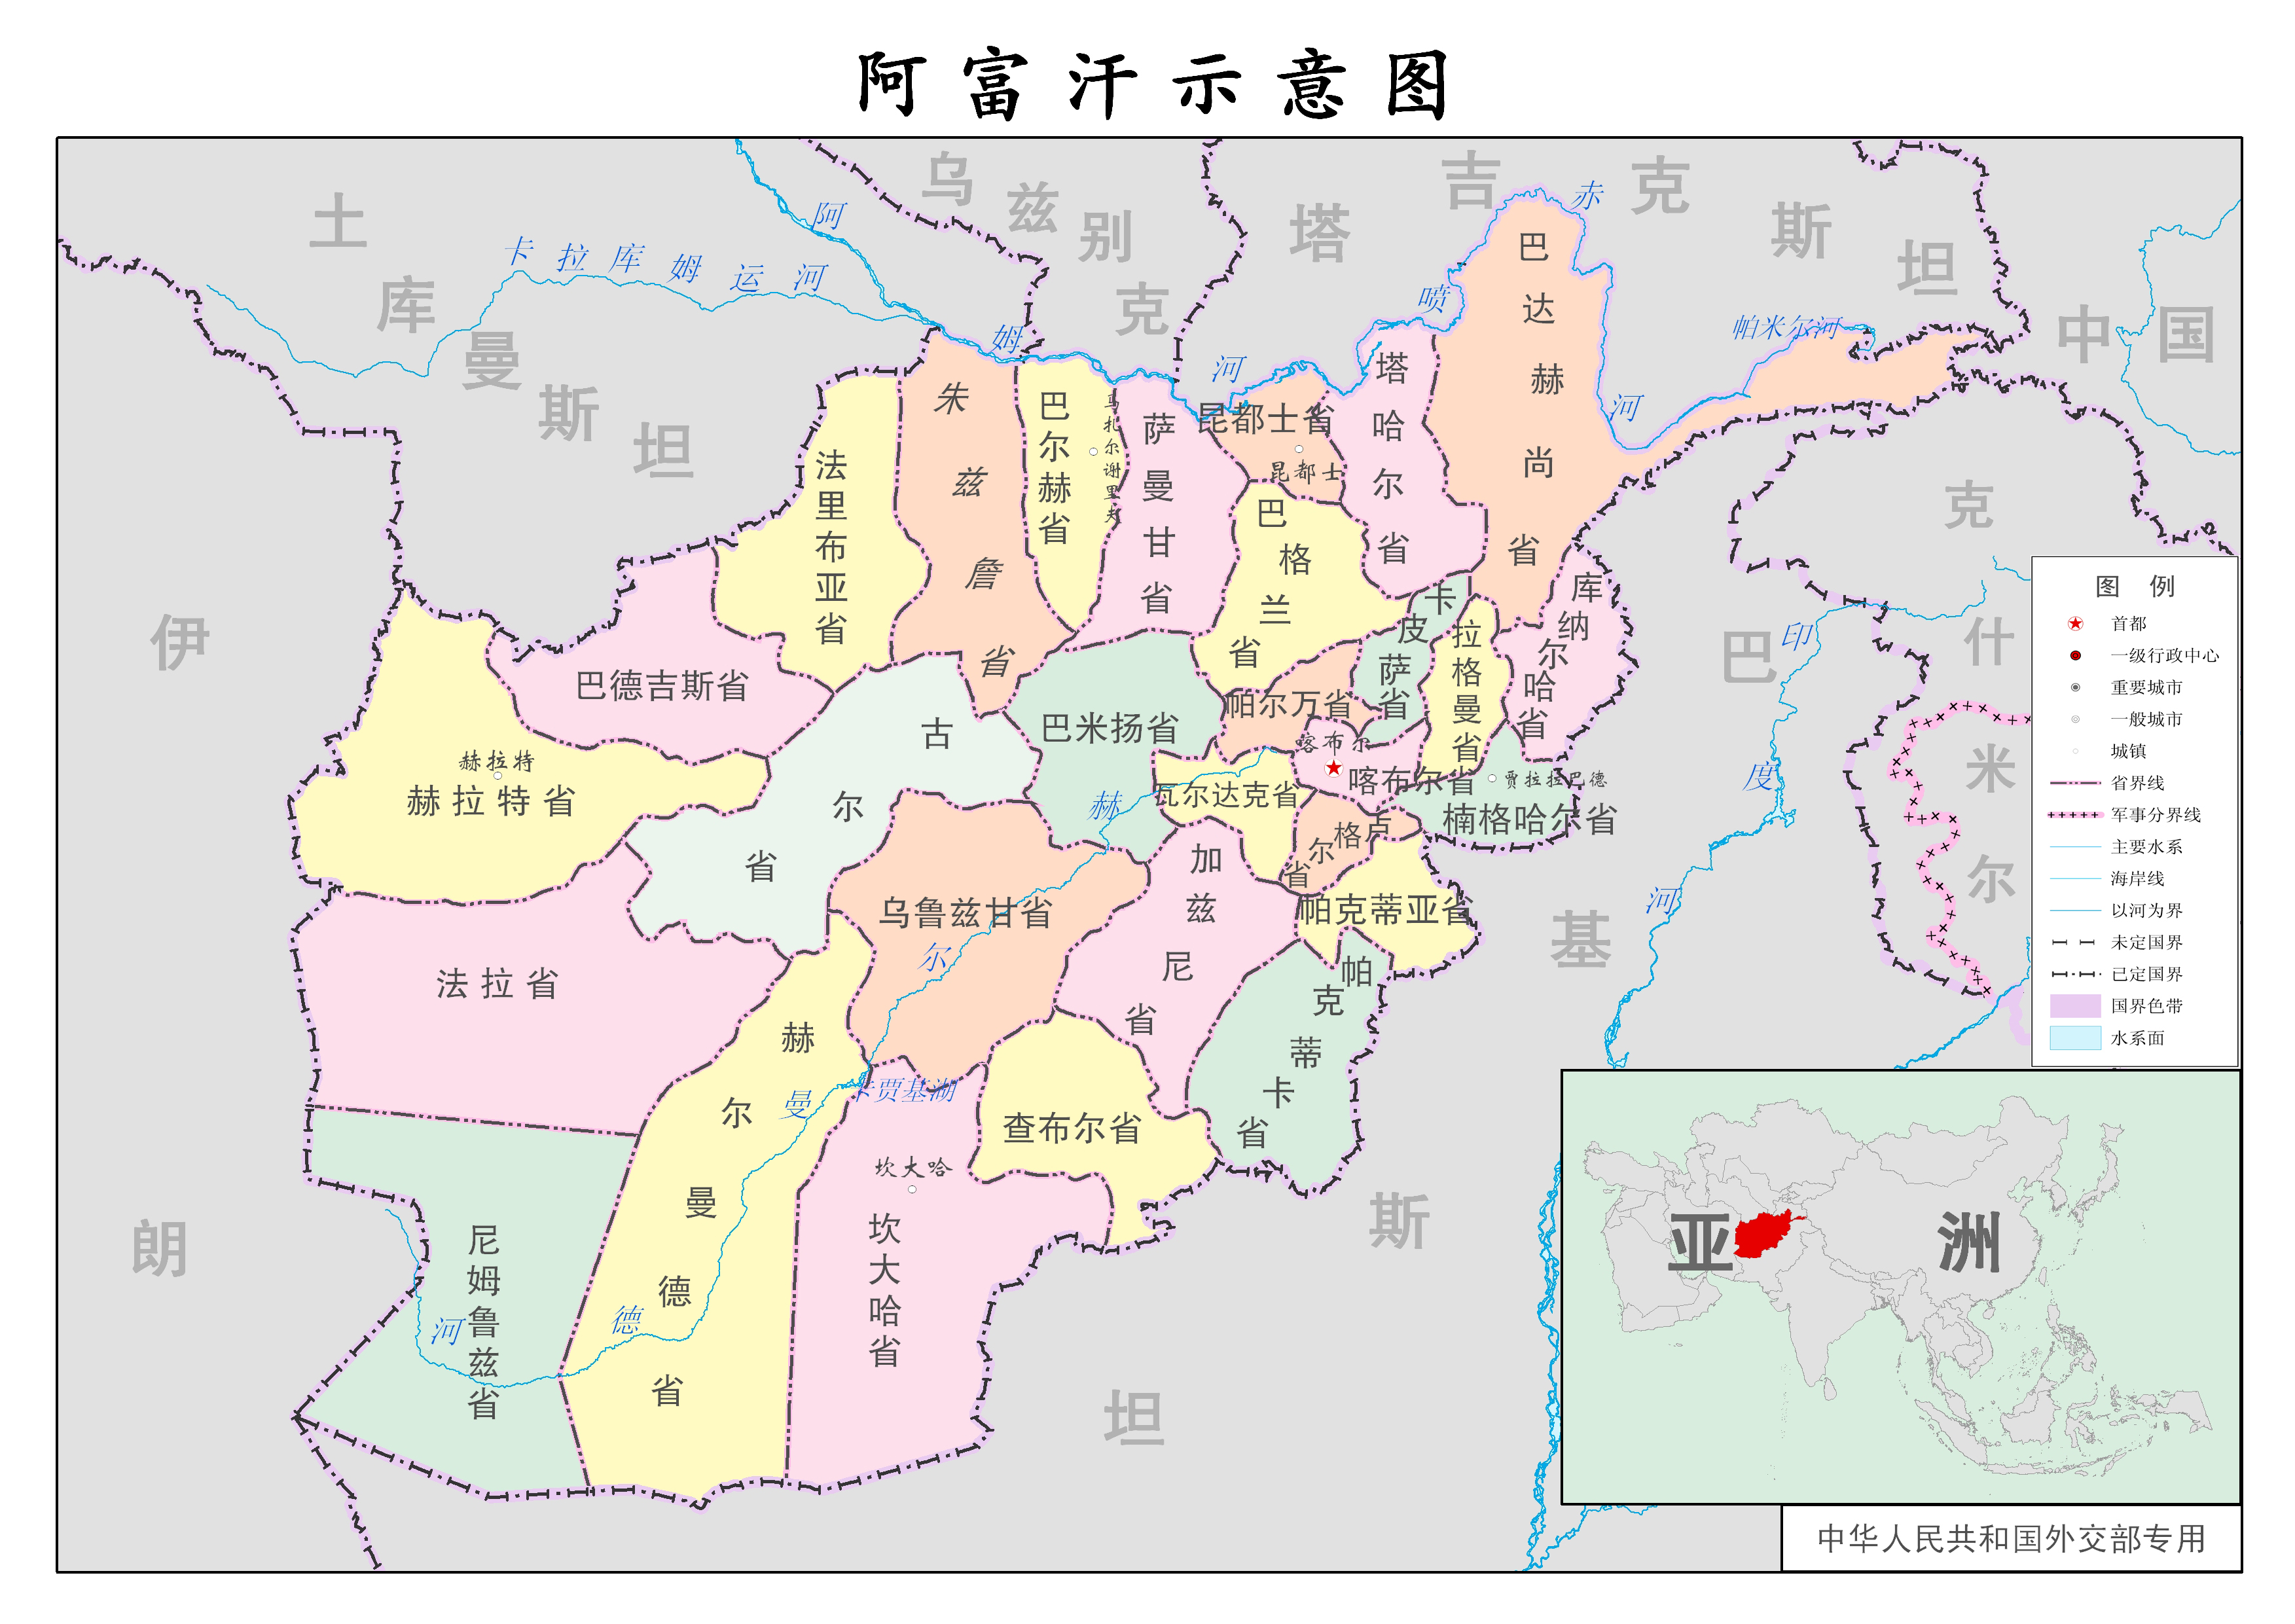 阿富汗示意图
土库曼斯坦
乌兹别克
塔吉克斯坦
中国
伊朗
巴基斯坦
克什米尔
卡拉库姆运河
阿姆河
喷赤河
帕米尔河
印度河
赫尔曼德河
卡贾基湖
巴达赫尚省
塔哈尔省
昆都士省
昆都士
朱兹詹省
巴尔赫省
马扎尔谢里夫
萨曼甘省
法里布亚省
巴格兰省
库纳尔哈省
卡皮萨省
拉格曼省
巴德吉斯省
帕尔万省
巴米扬省
古尔省
赫拉特
赫拉特省
喀布尔
喀布尔省
贾拉拉巴德
楠格哈尔省
瓦尔达克省
卢格尔省
加兹尼省
乌鲁兹甘省
帕克蒂亚省
帕克蒂卡省
法拉省
赫尔曼德省
查布尔省
坎大哈
坎大哈省
尼姆鲁兹省
图 例
首都
一级行政中心
重要城市
一般城市
城镇
省界线
军事分界线
主要水系
海岸线
以河为界
未定国界
已定国界
国界色带
水系面
亚洲
中华人民共和国外交部专用